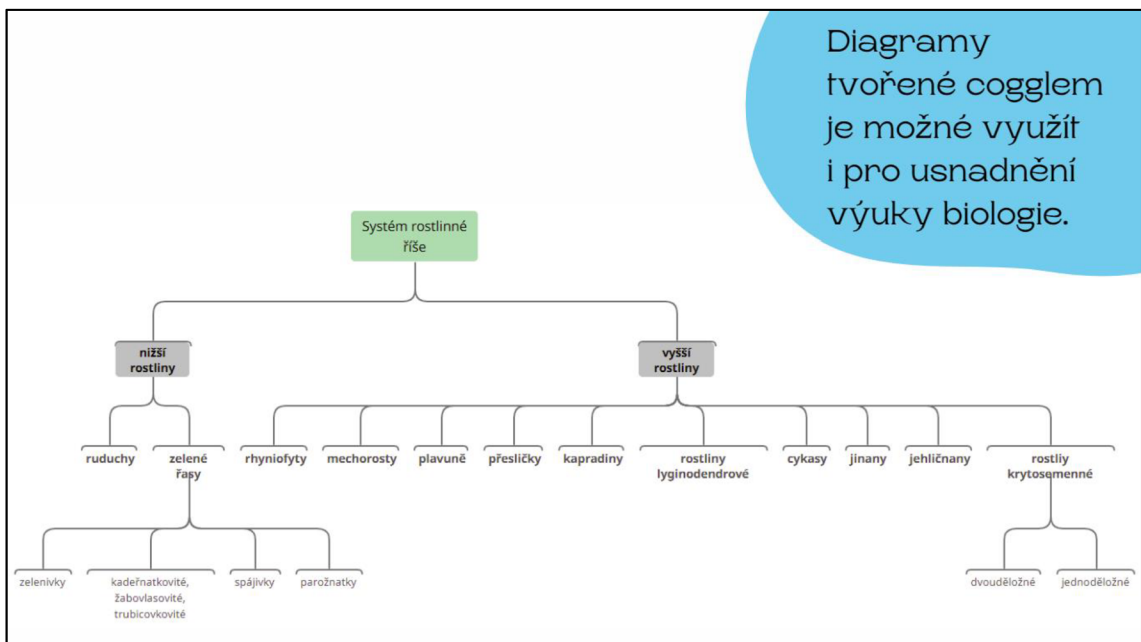 Diagramy
tvořené cogglem
je možné využít
i pro usnadnění
výuky biologie.
Systém rostlinné
říše
nižší
rostliny
vyšší
rostliny
ruduchy
zelené
řasy
rhyniofyty
mechorosty
plavuně
přesličky
kapradiny
rostliny
lyginodendrové
cykasy
jinany
jehličnany
rostliy
krytosemenné
zelenivky
kadeřnatkovité,
žabovlasovité,
trubicovkovité
spájivky
parožnatky
dvouděložné
jednoděložné